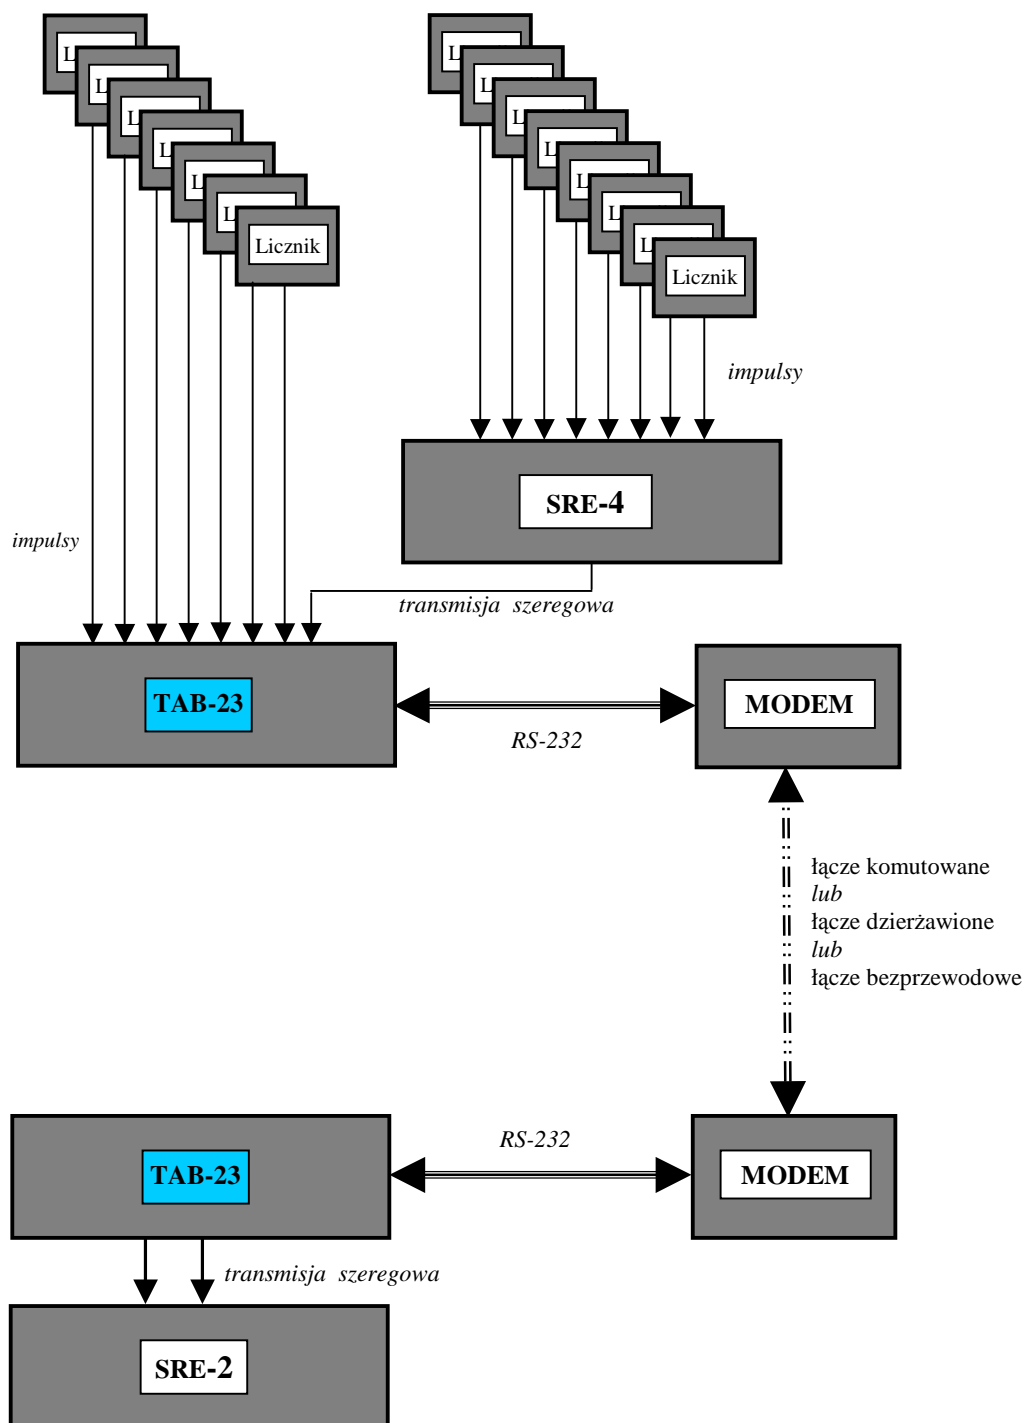 L
L
L
L
L
L
Licznik
L
L
L
L
L
L
L
Licznik
impulsy
SRE-4
impulsy
transmisja szeregowa
TAB-23
RS-232
MODEM
łącze komutowane
lub
łącze dzierżawione
lub
łącze bezprzewodowe
TAB-23
RS-232
MODEM
transmisja szeregowa
SRE-2